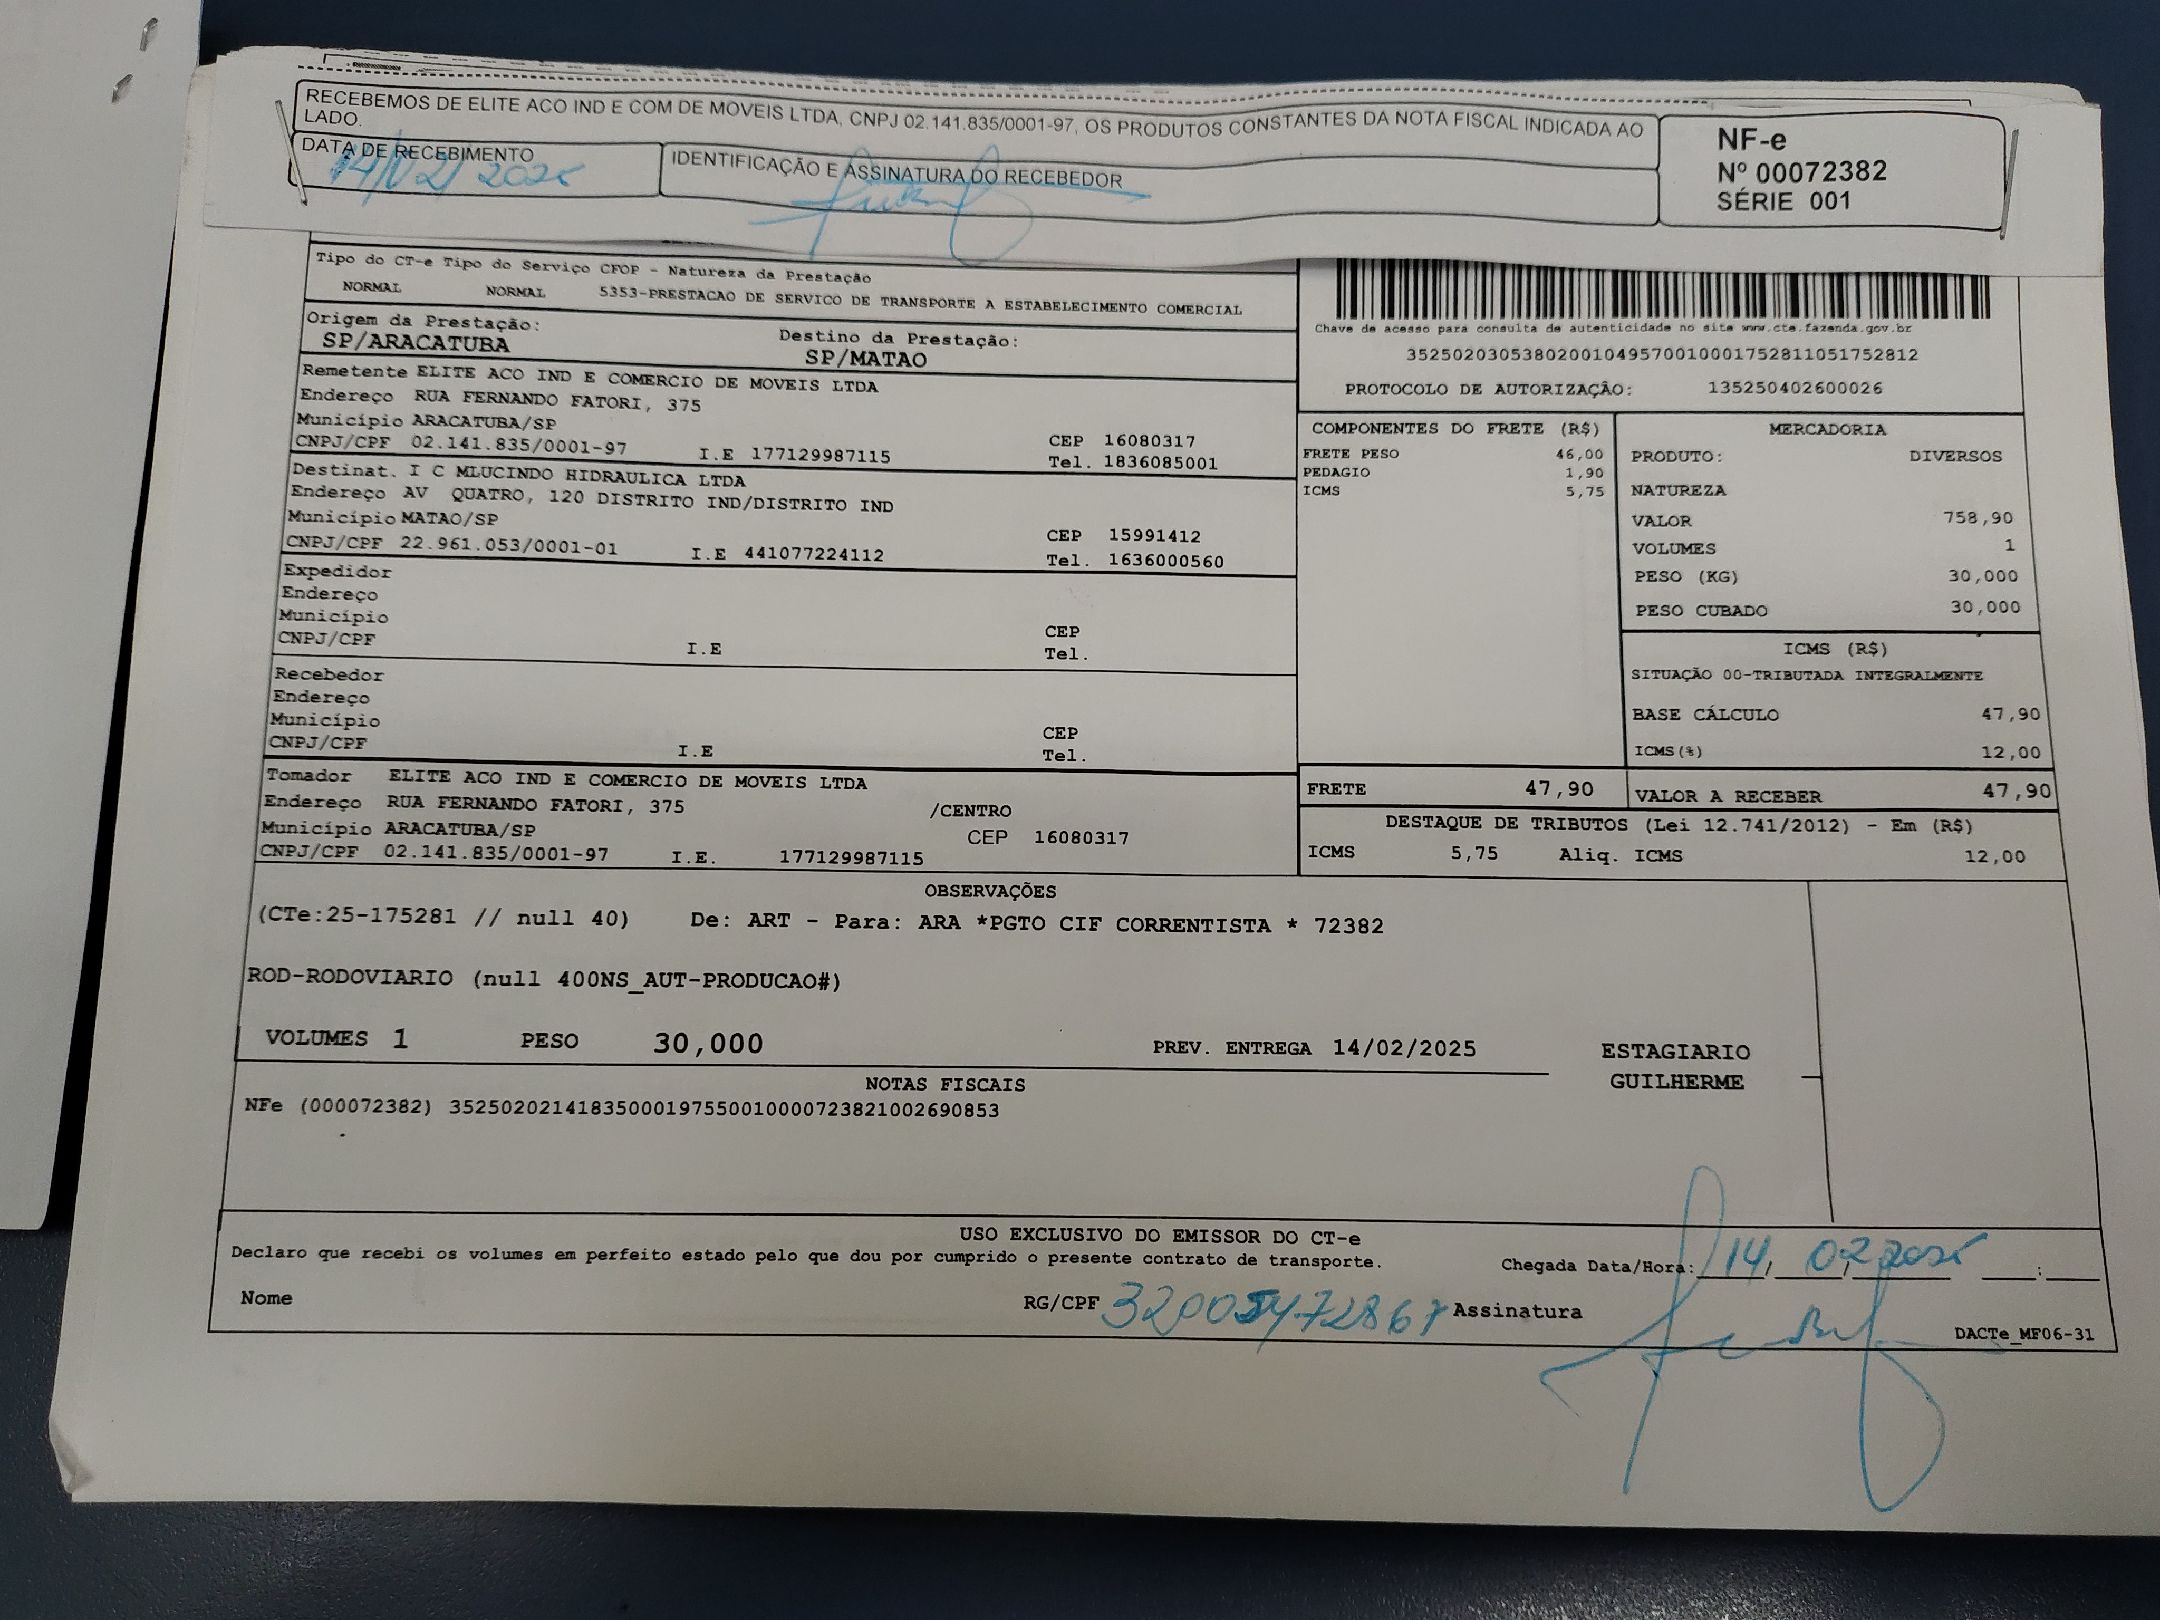 RECEBEMOS DE ELITE ACO IND E COM DE MOVEIS LTDA, CNPJ 02.141.835/0001-97, OS PRODUTOS CONSTANTES DA NOTA FISCAL INDICADA AO
LADO.
DATA DE RECEBIMENTO
14/02/2025
IDENTIFICAÇÃO E ASSINATURA DO RECEBEDOR
NF-e
Nº 00072382
SÉRIE 001
Tipo do CT-e Tipo do Serviço CFOP - Natureza da Prestação
NORMAL NORMAL 5353-PRESTACAO DE SERVICO DE TRANSPORTE A ESTABELECIMENTO COMERCIAL
Origem da Prestação: Destino da Prestação:
SP/ARACATUBA SP/MATAO
Remetente ELITE ACO IND E COMERCIO DE MOVEIS LTDA
Endereço RUA FERNANDO FATORI, 375
Município ARACATUBA/SP CEP 16080317
CNPJ/CPF 02.141.835/0001-97 I.E 177129987115 Tel. 1836085001
Destinat. I C MLUCINDO HIDRAULICA LTDA
Endereço AV QUATRO, 120 DISTRITO IND/DISTRITO IND
Município MATAO/SP CEP 15991412
CNPJ/CPF 22.961.053/0001-01 I.E 441077224112 Tel. 1636000560
Expedidor
Endereço
Município CEP
CNPJ/CPF I.E Tel.
Recebedor
Endereço
Município CEP
CNPJ/CPF I.E Tel.
Tomador ELITE ACO IND E COMERCIO DE MOVEIS LTDA
Endereço RUA FERNANDO FATORI, 375 /CENTRO
Município ARACATUBA/SP CEP 16080317
CNPJ/CPF 02.141.835/0001-97 I.E. 177129987115
Chave de acesso para consulta de autenticidade no site www.cte.fazenda.gov.br
35250203053802001049570010001752811051752812
PROTOCOLO DE AUTORIZAÇÃO: 135250402600026
COMPONENTES DO FRETE (R$)
FRETE PESO 46,00
PEDAGIO 1,90
ICMS 5,75
MERCADORIA
PRODUTO: DIVERSOS
NATUREZA
VALOR 758,90
VOLUMES 1
PESO (KG) 30,000
PESO CUBADO 30,000
ICMS (R$)
SITUAÇÃO 00-TRIBUTADA INTEGRALMENTE
BASE CÁLCULO 47,90
ICMS(%) 12,00
FRETE 47,90 VALOR A RECEBER 47,90
DESTAQUE DE TRIBUTOS (Lei 12.741/2012) - Em (R$)
ICMS 5,75 Aliq. ICMS 12,00
OBSERVAÇÕES
(CTe:25-175281 // null 40) De: ART - Para: ARA *PGTO CIF CORRENTISTA * 72382
ROD-RODOVIARIO (null 400NS_AUT-PRODUCAO#)
VOLUMES 1 PESO 30,000 PREV. ENTREGA 14/02/2025
ESTAGIARIO
GUILHERME
NOTAS FISCAIS
NFe (000072382) 35250202141835000197550010000723821002690853
USO EXCLUSIVO DO EMISSOR DO CT-e
Declaro que recebi os volumes em perfeito estado pelo que dou por cumprido o presente contrato de transporte. Chegada Data/Hora: 14, 02, 2025 :
Nome RG/CPF 32005472867 Assinatura
DACTe_MF06-31